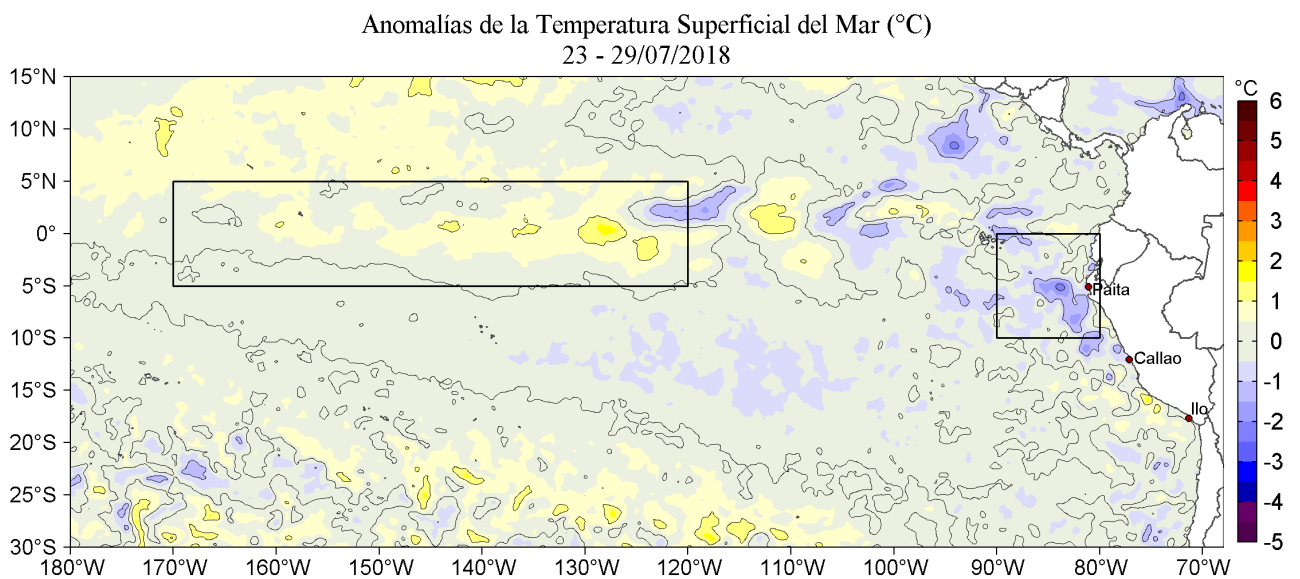 Anomalías de la Temperatura Superficial del Mar (°C)
23 - 29/07/2018
15°N
10°N
5°N
0°
5°S
10°S
15°S
20°S
25°S
30°S
180°W
170°W
160°W
150°W
140°W
130°W
120°W
110°W
100°W
90°W
80°W
70°W
Paita
Callao
Ilo
°C
6
5
4
3
2
1
0
-1
-2
-3
-4
-5